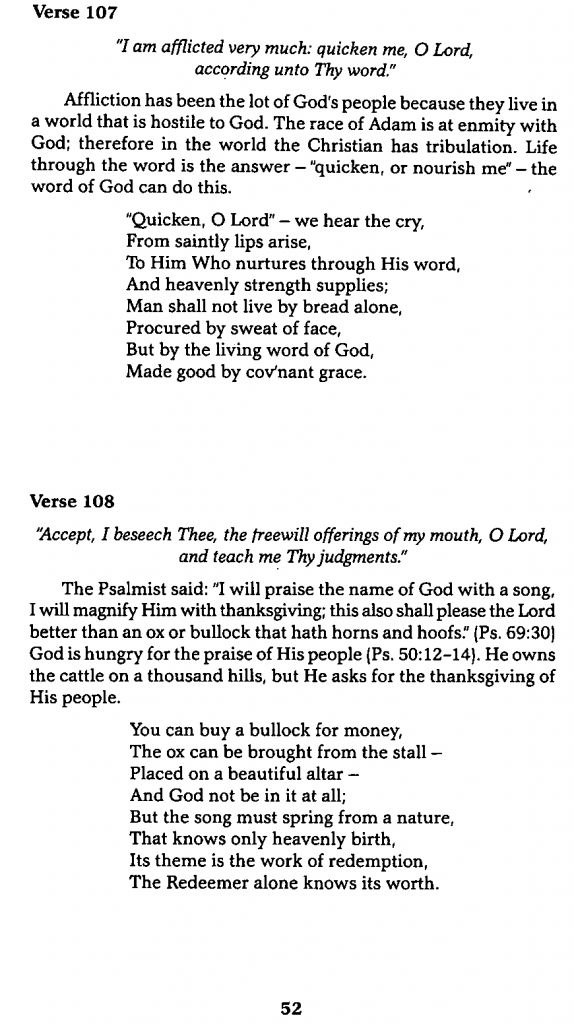 Verse 107
"I am afflicted very much: quicken me, O Lord,
according unto Thy word."
Affliction has been the lot of God's people because they live in
a world that is hostile to God. The race of Adam is at enmity with
God; therefore in the world the Christian has tribulation. Life
through the word is the answer – "quicken, or nourish me" – the
word of God can do this.
"Quicken, O Lord" – we hear the cry,
From saintly lips arise,
To Him Who nurtures through His word,
And heavenly strength supplies;
Man shall not live by bread alone,
Procured by sweat of face,
But by the living word of God,
Made good by cov'nant grace.
Verse 108
"Accept, I beseech Thee, the freewill offerings of my mouth, O Lord,
and teach me Thy judgments."
The Psalmist said: "I will praise the name of God with a song,
I will magnify Him with thanksgiving; this also shall please the Lord
better than an ox or bullock that hath horns and hoofs." (Ps. 69:30)
God is hungry for the praise of His people (Ps. 50:12–14). He owns
the cattle on a thousand hills, but He asks for the thanksgiving of
His people.
You can buy a bullock for money,
The ox can be brought from the stall –
Placed on a beautiful altar –
And God not be in it at all;
But the song must spring from a nature,
That knows only heavenly birth,
Its theme is the work of redemption,
The Redeemer alone knows its worth.
52